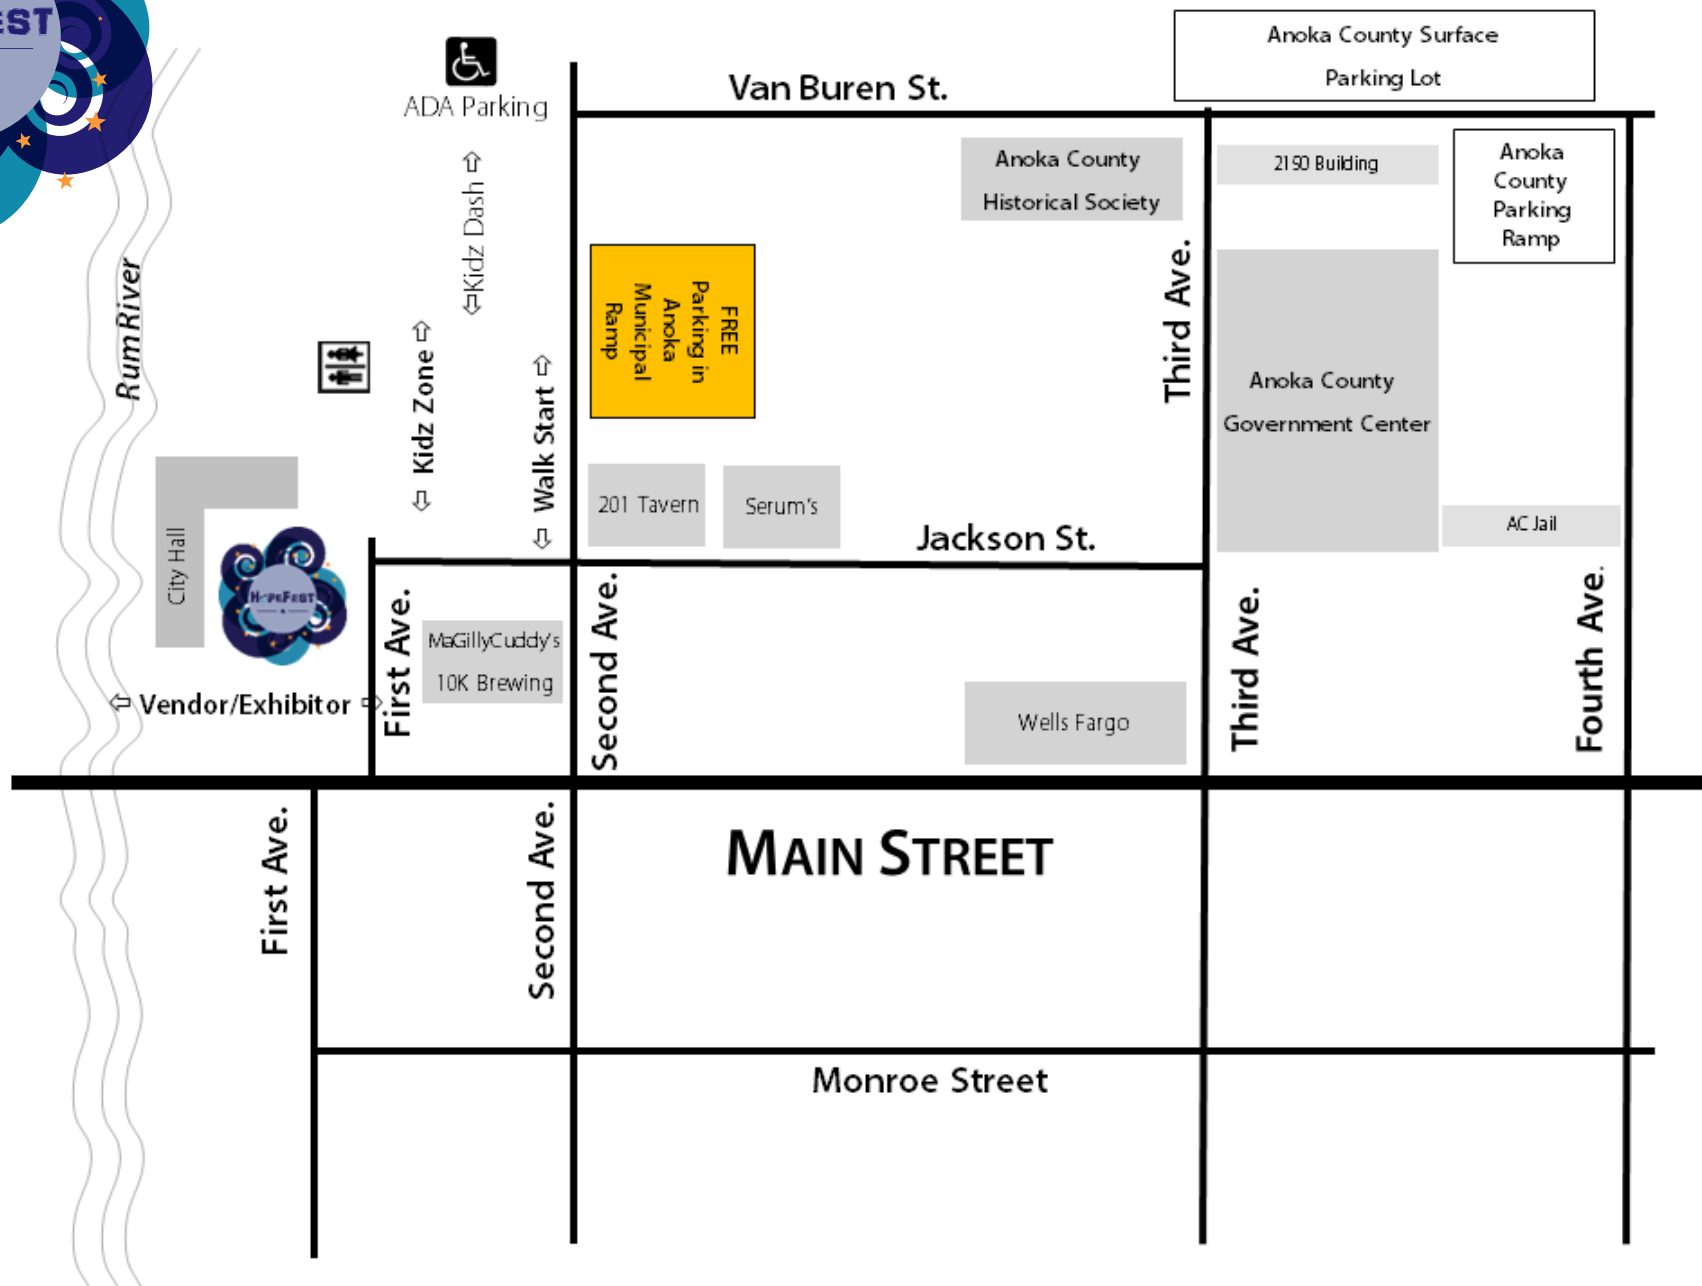 EST
Anoka County Surface
Parking Lot
Van Buren St.
ADA Parking
Anoka County
Historical Society
2190 Building
Anoka
County
Parking
Ramp
Kidz Dash
Rum River
FREE
Parking in
Anoka
Municipal
Ramp
Third Ave.
Kidz Zone
Walk Start
Anoka County
Government Center
201 Tavern
Serum's
Jackson St.
AC Jail
City Hall
HOPEFEST
First Ave.
MaGillyCuddy's
10K Brewing
Second Ave.
Third Ave.
Fourth Ave.
Vendor/Exhibitor
Wells Fargo
MAIN STREET
First Ave.
Second Ave.
Monroe Street